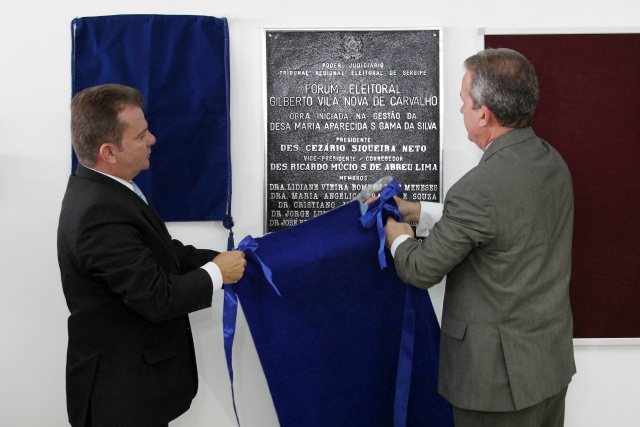 PODER JUDICIÁRIO
TRIBUNAL REGIONAL ELEITORAL DE SERGIPE
FÓRUM ELEITORAL
GILBERTO VILA NOVA DE CARVALHO
OBRA INICIADA NA GESTÃO DA
DESA MARIA APARECIDA S. GAMA DA SILVA
PRESIDENTE
DES. CEZÁRIO SIQUEIRA NETO
VICE-PRESIDENTE / CORREGEDOR
DES. RICARDO MÚCIO S. DE ABREU LIMA
MEMBROS
DRA. LIDIANE VIEIRA MENESES
DRA. MARIA ANGÉLICA E SOUZA
DR. CRISTIANO
DR. JORGE
DR. JOSÉ